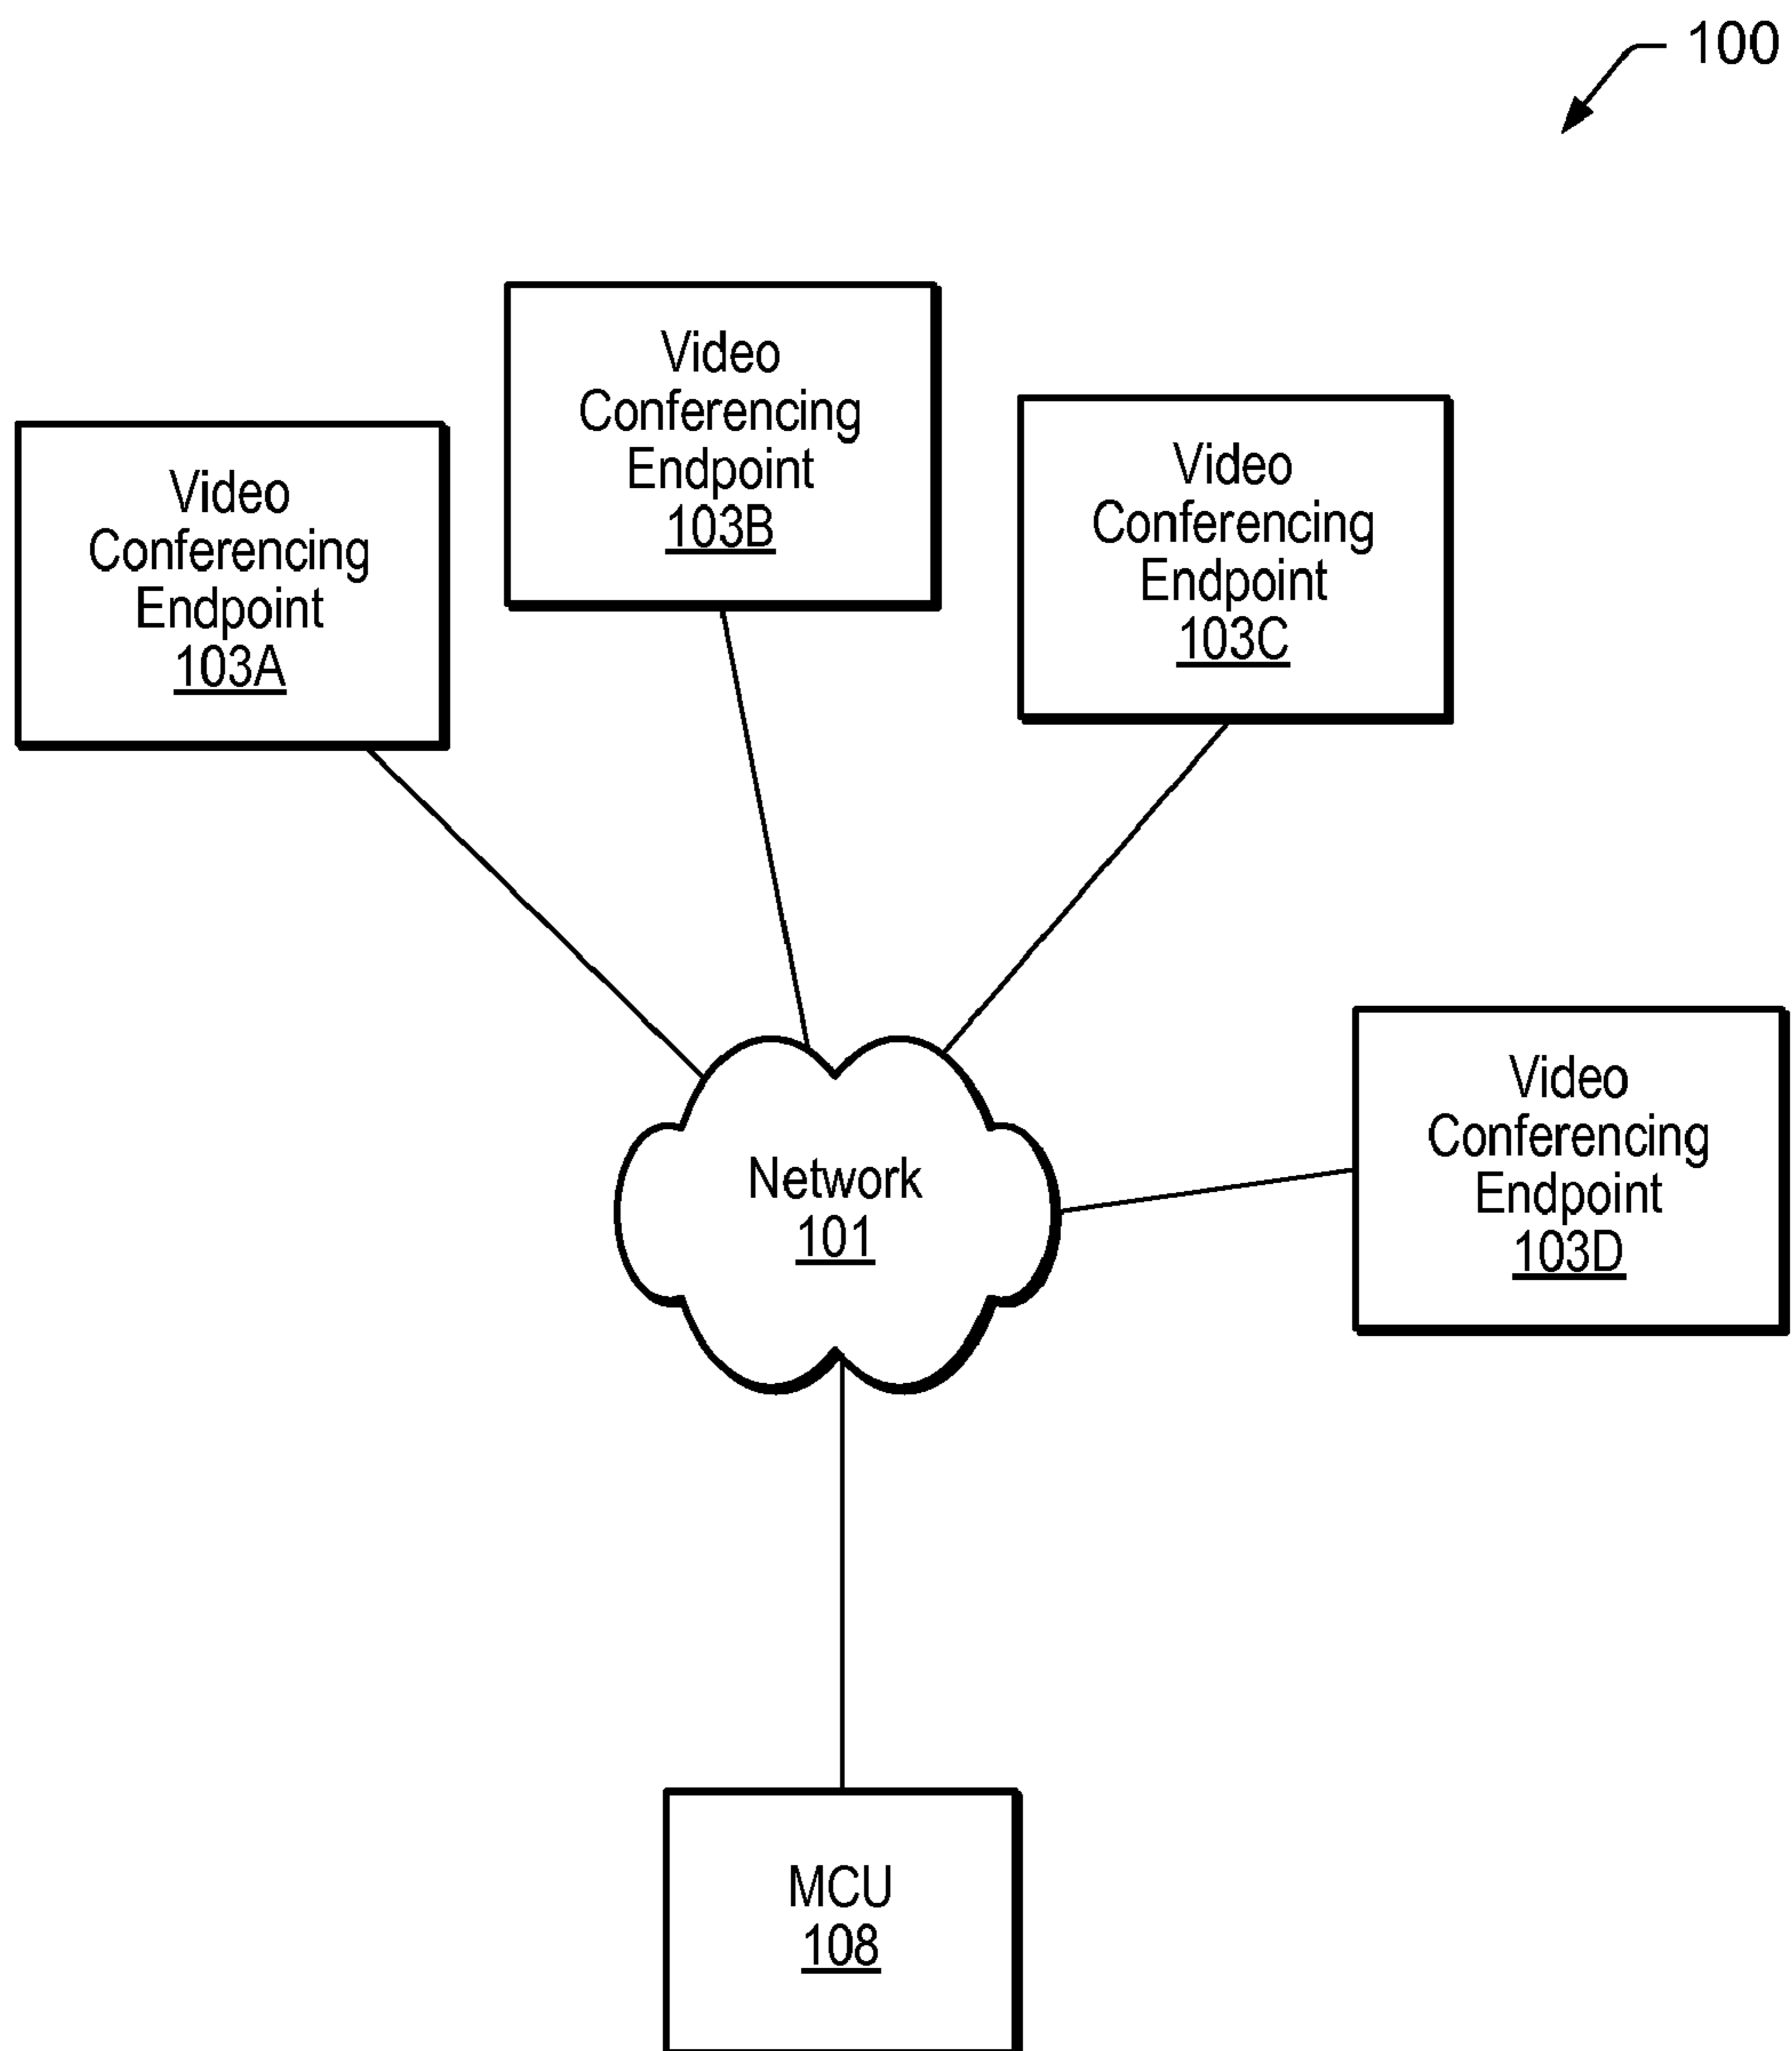 100
Video
Conferencing
Endpoint
103A
Video
Conferencing
Endpoint
103B
Video
Conferencing
Endpoint
103C
Video
Conferencing
Endpoint
103D
Network
101
MCU
108